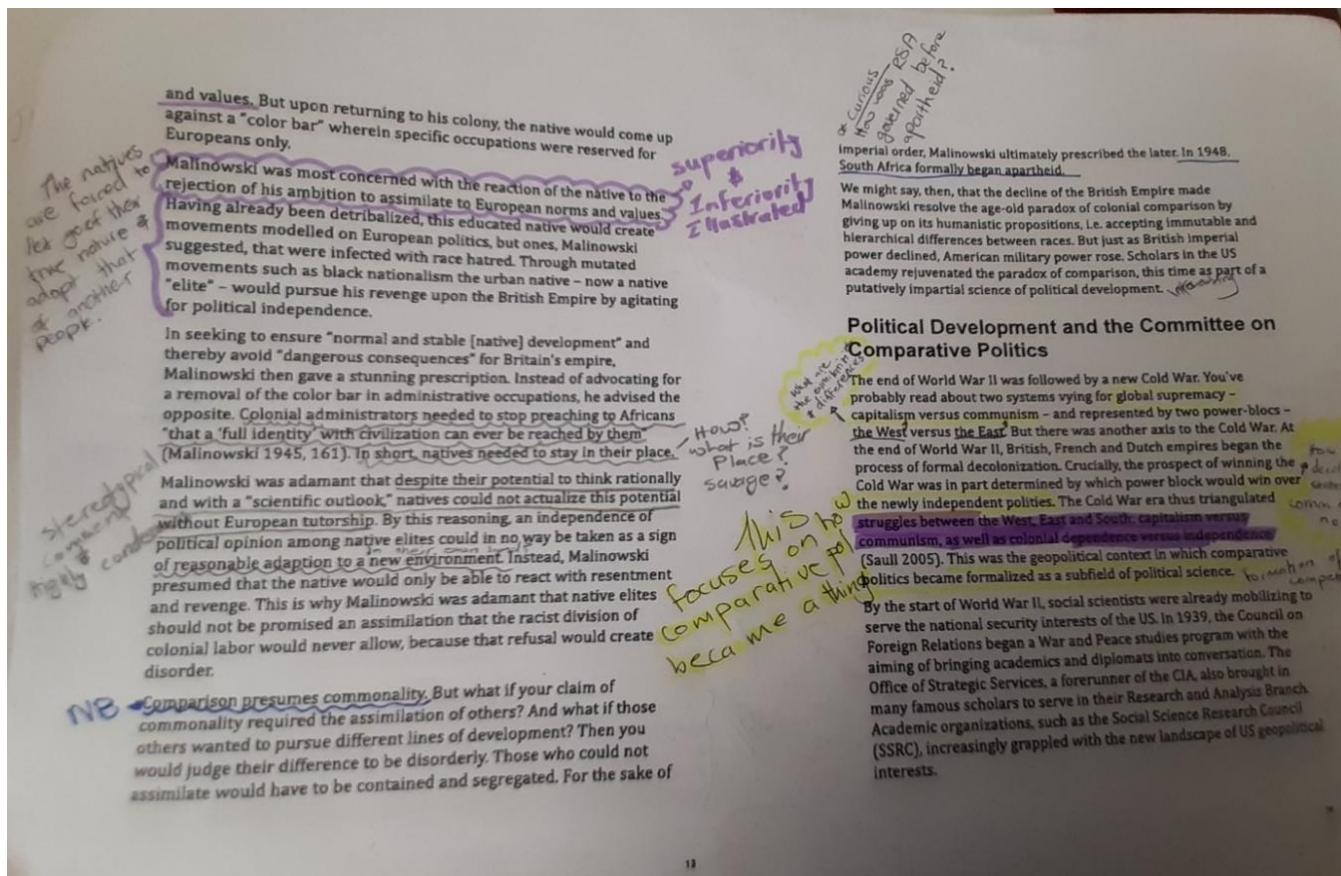 and values. But upon returning to his colony, the native would come up
against a "color bar" wherein specific occupations were reserved for
Europeans only.
Malinowski was most concerned with the reaction of the native to the
rejection of his ambition to assimilate to European norms and values.
Having already been detribalized, this educated native would create
movements modelled on European politics, but ones, Malinowski
suggested, that were infected with race hatred. Through mutated
movements such as black nationalism the urban native – now a native
"elite" – would pursue his revenge upon the British Empire by agitating
for political independence.
The natives
are forced to
let go of their
true nature &
adopt that
of another
people.
superiority
&
Inferiority
Illustrated
In seeking to ensure "normal and stable [native] development" and
thereby avoid "dangerous consequences" for Britain's empire,
Malinowski then gave a stunning prescription. Instead of advocating for
a removal of the color bar in administrative occupations, he advised the
opposite. Colonial administrators needed to stop preaching to Africans
"that a 'full identity' with civilization can ever be reached by them"
(Malinowski 1945, 161). In short, natives needed to stay in their place.
How?
what is their
Place?
savage?
Malinowski was adamant that despite their potential to think rationally
and with a "scientific outlook," natives could not actualize this potential
without European tutorship. By this reasoning, an independence of
political opinion among native elites could in no way be taken as a sign
in their own
of reasonable adaption to a new environment. Instead, Malinowski
presumed that the native would only be able to react with resentment
and revenge. This is why Malinowski was adamant that native elites
should not be promised an assimilation that the racist division of
colonial labor would never allow, because that refusal would create
disorder.
stereotypical
comment
&
highly
NB Comparison presumes commonality. But what if your claim of
commonality required the assimilation of others? And what if those
others wanted to pursue different lines of development? Then you
would judge their difference to be disorderly. Those who could not
assimilate would have to be contained and segregated. For the sake of
Curious
How was RSA
governed before
apartheid?
imperial order, Malinowski ultimately prescribed the later. In 1948,
South Africa formally began apartheid.
We might say, then, that the decline of the British Empire made
Malinowski resolve the age-old paradox of colonial comparison by
giving up on its humanistic propositions, i.e. accepting immutable and
hierarchical differences between races. But just as British imperial
power declined, American military power rose. Scholars in the US
academy rejuvenated the paradox of comparison, this time as part of a
putatively impartial science of political development.
Political Development and the Committee on
Comparative Politics
what are
the
differences
The end of World War II was followed by a new Cold War. You've
probably read about two systems vying for global supremacy –
capitalism versus communism – and represented by two power-blocs –
the West versus the East. But there was another axis to the Cold War. At
the end of World War II, British, French and Dutch empires began the
process of formal decolonization. Crucially, the prospect of winning the
Cold War was in part determined by which power block would win over
the newly independent polities. The Cold War era thus triangulated
struggles between the West, East and South: capitalism versus
communism, as well as colonial dependence versus independence
(Saull 2005). This was the geopolitical context in which comparative
politics became formalized as a subfield of political science.
formation of
This
focuses on how
comparative pol
became a thing
By the start of World War II, social scientists were already mobilizing to
serve the national security interests of the US. In 1939, the Council on
Foreign Relations began a War and Peace studies program with the
aiming of bringing academics and diplomats into conversation. The
Office of Strategic Services, a forerunner of the CIA, also brought in
many famous scholars to serve in their Research and Analysis Branch.
Academic organizations, such as the Social Science Research Council
(SSRC), increasingly grappled with the new landscape of US geopolitical
interests.
13